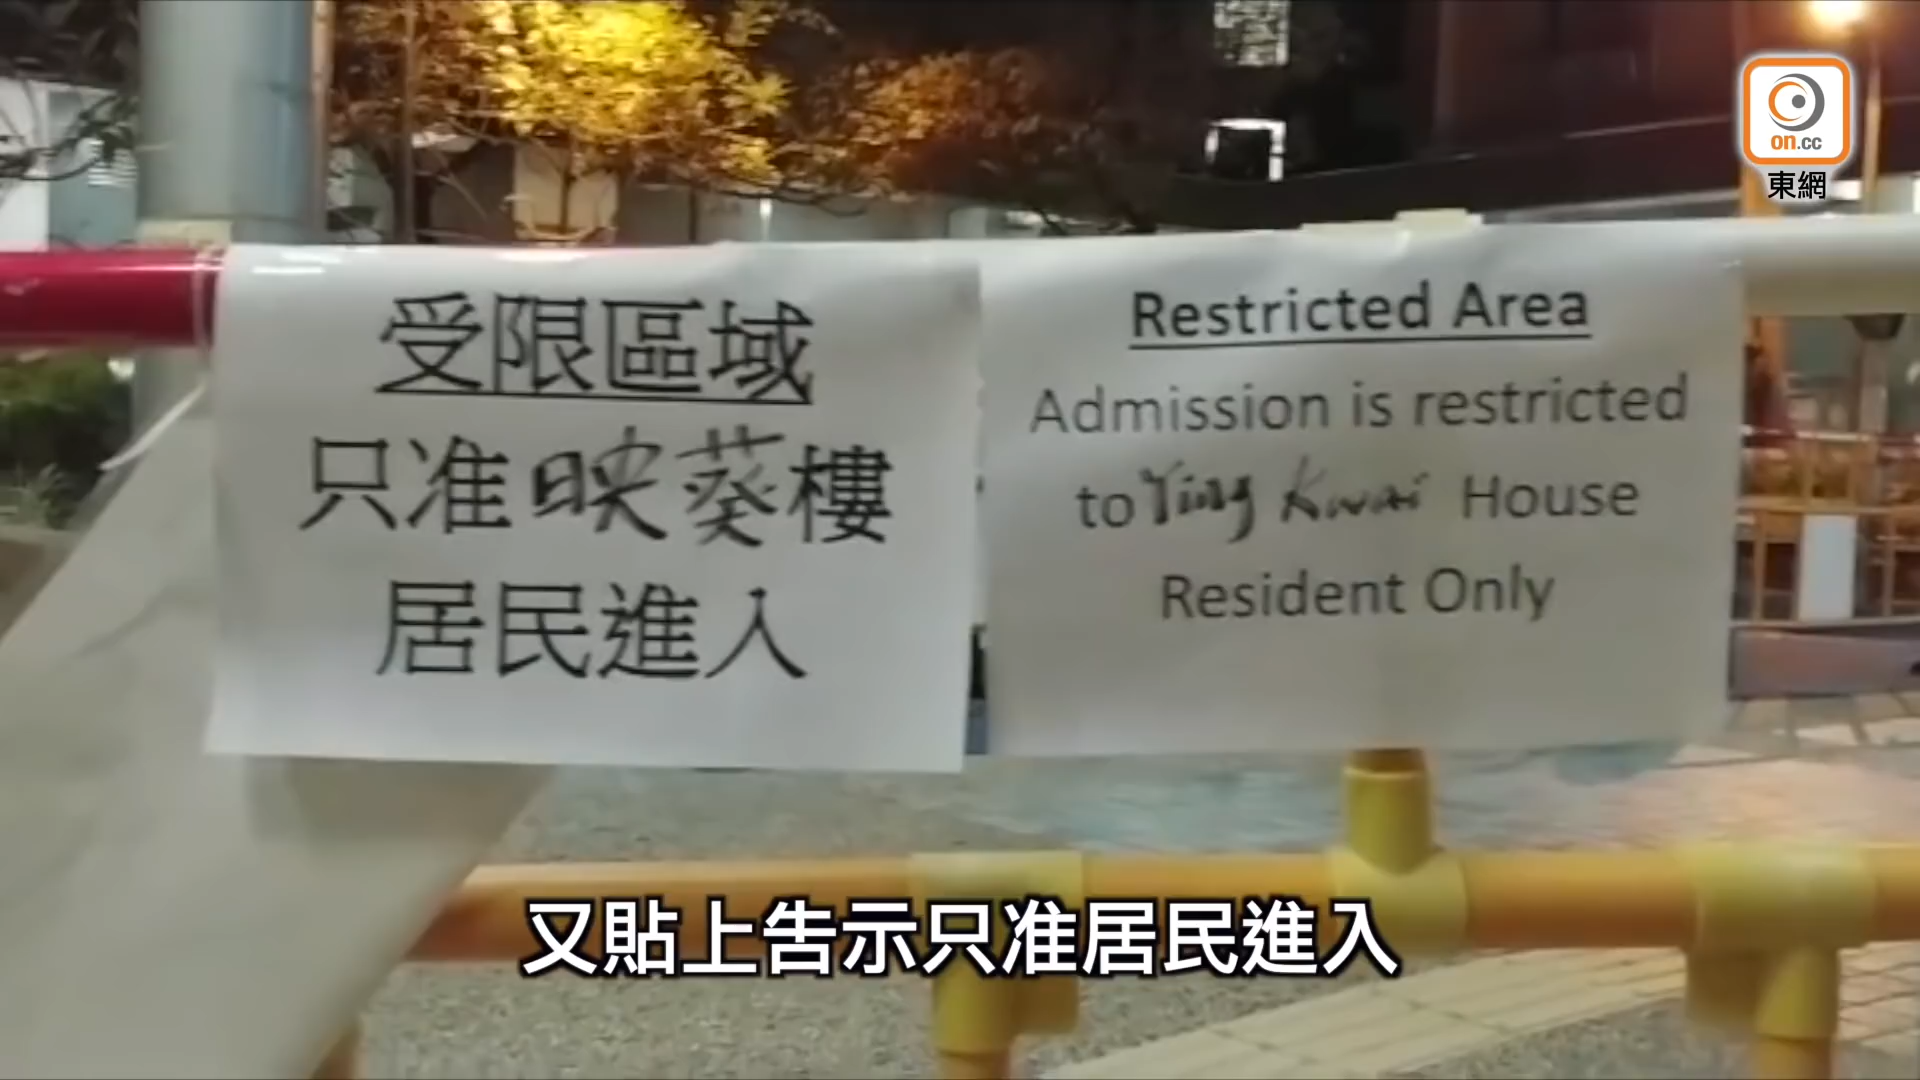 on.cc
東網
受限區域
只准映葵樓
居民進入
Restricted Area
Admission is restricted
to Ying Kwai House
Resident Only
又貼上告示只准居民進入